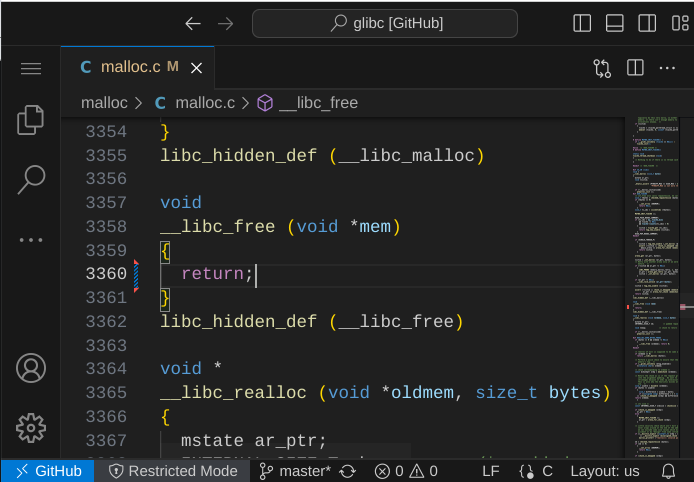 glibc [GitHub]
C malloc.c M
malloc > C malloc.c > __libc_free
3354 }
3355 libc_hidden_def (__libc_malloc)
3356
3357 void
3358 __libc_free (void *mem)
3359 {
3360 return;
3361 }
3362 libc_hidden_def (__libc_free)
3363
3364 void *
3365 __libc_realloc (void *oldmem, size_t bytes)
3366 {
3367 mstate ar_ptr;
GitHub Restricted Mode master* 0 0 LF {} C Layout: us